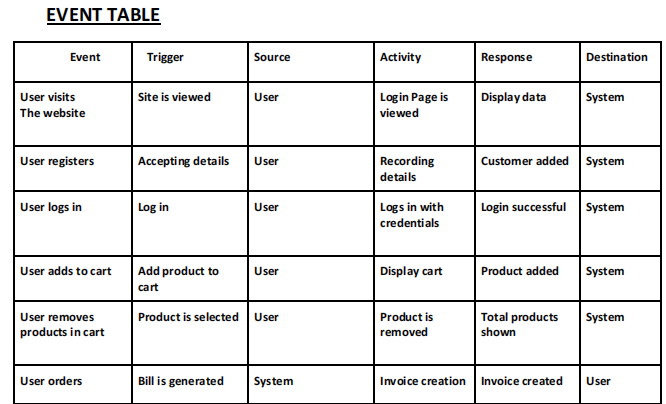 EVENT TABLE
Event Trigger Source Activity Response Destination
User visits Site is viewed User Login Page is Display data System
The website viewed
User registers Accepting details User Recording Customer added System
details
User logs in Log in User Logs in with Login successful System
credentials
User adds to cart Add product to User Display cart Product added System
cart
User removes Product is selected User Product is Total products System
products in cart removed shown
User orders Bill is generated System Invoice creation Invoice created User